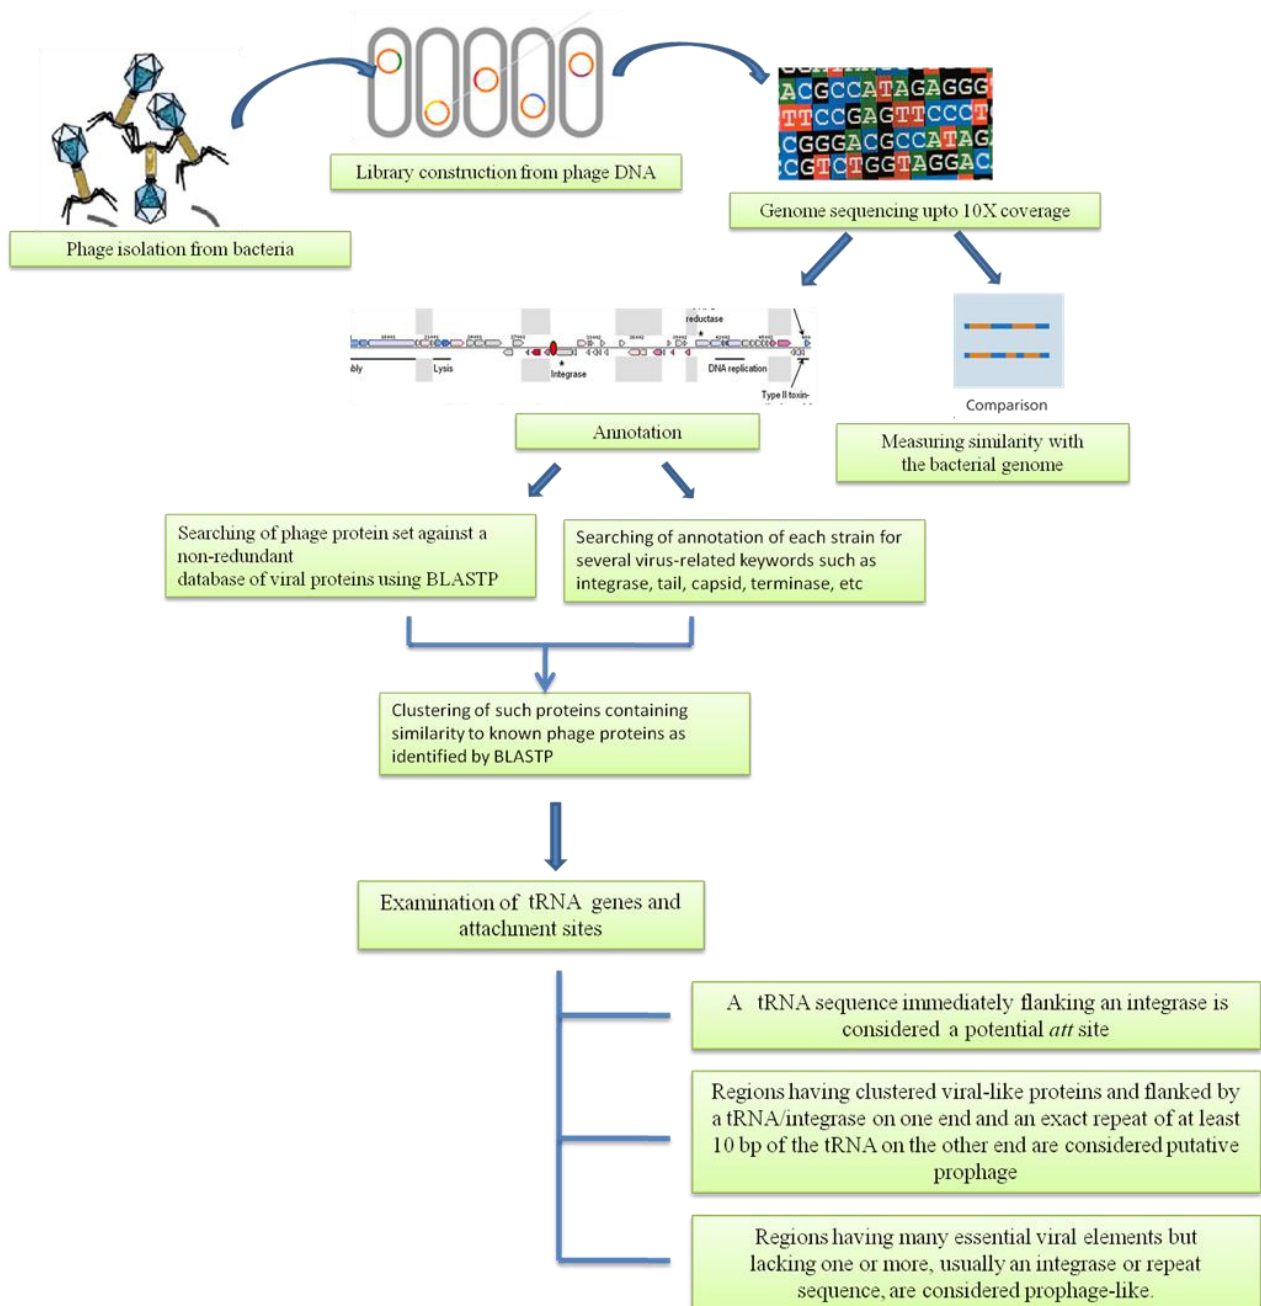 Phage isolation from bacteria
Library construction from phage DNA
ACGCCATAGAGGG
TTCCGAGTTCCCT
CGGGACGCCATAG
CGTCTGGTAGGAC
Genome sequencing upto 10X coverage
reductase
*
bly
Lysis
*
Integrase
DNA replication
Type II toxin-
Comparison
Annotation
Measuring similarity with
the bacterial genome
Searching of phage protein set against a
non-redundant
database of viral proteins using BLASTP
Searching of annotation of each strain for
several virus-related keywords such as
integrase, tail, capsid, terminase, etc
Clustering of such proteins containing
similarity to known phage proteins as
identified by BLASTP
Examination of tRNA genes and
attachment sites
A tRNA sequence immediately flanking an integrase is
considered a potential att site
Regions having clustered viral-like proteins and flanked by
a tRNA/integrase on one end and an exact repeat of at least
10 bp of the tRNA on the other end are considered putative
prophage
Regions having many essential viral elements but
lacking one or more, usually an integrase or repeat
sequence, are considered prophage-like.